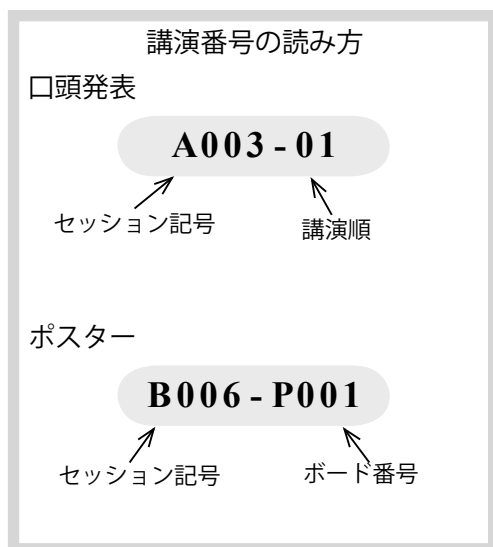 講演番号の読み方
口頭発表
A003-01
セッション記号 講演順
ポスター
B006-P001
セッション記号 ボード番号